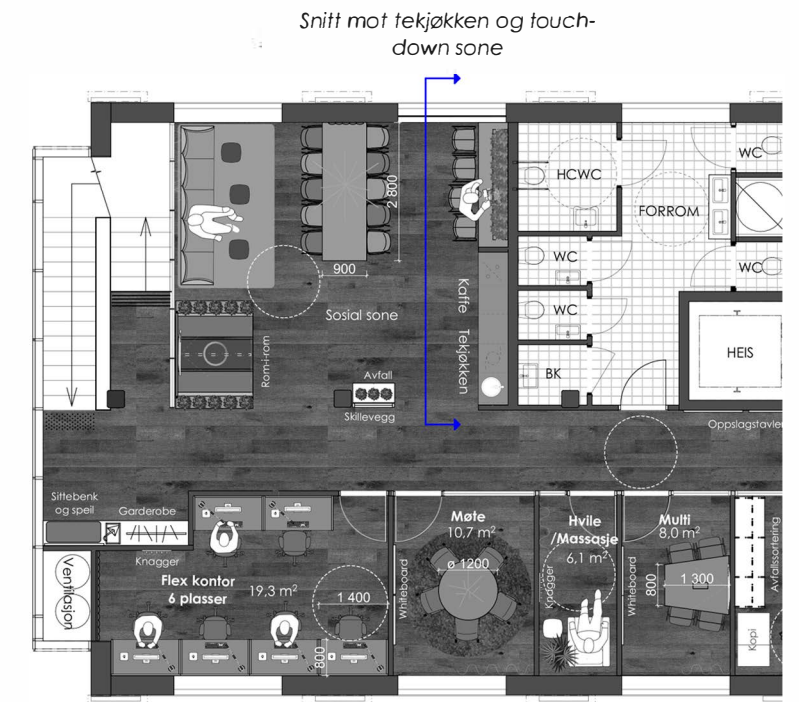 Snitt mot tekjøkken og touch-
down sone
WC
HCWC
FORROM
2 800
900
WC
WC
Kaffe Tekjøkken
Sosial sone
WC
HEIS
Rom-i-rom
BK
Avfall
Skillevegg
Oppslagstavler
Sittebenk
og speil
Garderobe
Knagger
Ventilasjon
Flex kontor
6 plasser
19,3 m²
1 400
800
Møte
10,7 m²
ø 1200
Whiteboard
Hvile
/Massasje
6,1 m²
Knagger
Multi
8,0 m²
Whiteboard
800
1 300
Avfallssortering
Kopi